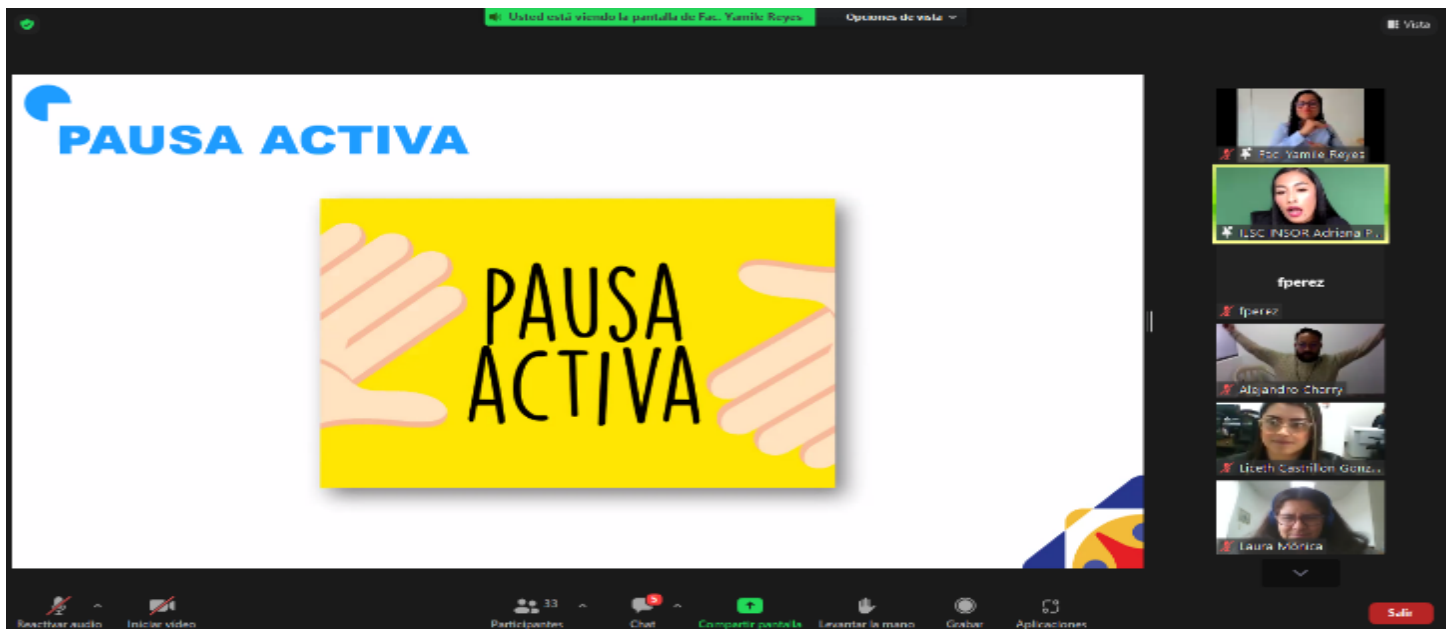 Usted está viendo la pantalla de Fac. Yamile Reyes
Opciones de vista
Vista
PAUSA ACTIVA
PAUSA
ACTIVA
Fac. Yamile Reyes
ILSC INSOR Adriana P...
fperez
fperez
Alejandro Charry
Liceth Castrillon Gonz...
Laura Mónica
Reactivar audio
Iniciar video
33
Participantes
5
Chat
Compartir pantalla
Levantar la mano
Grabar
Aplicaciones
Salir